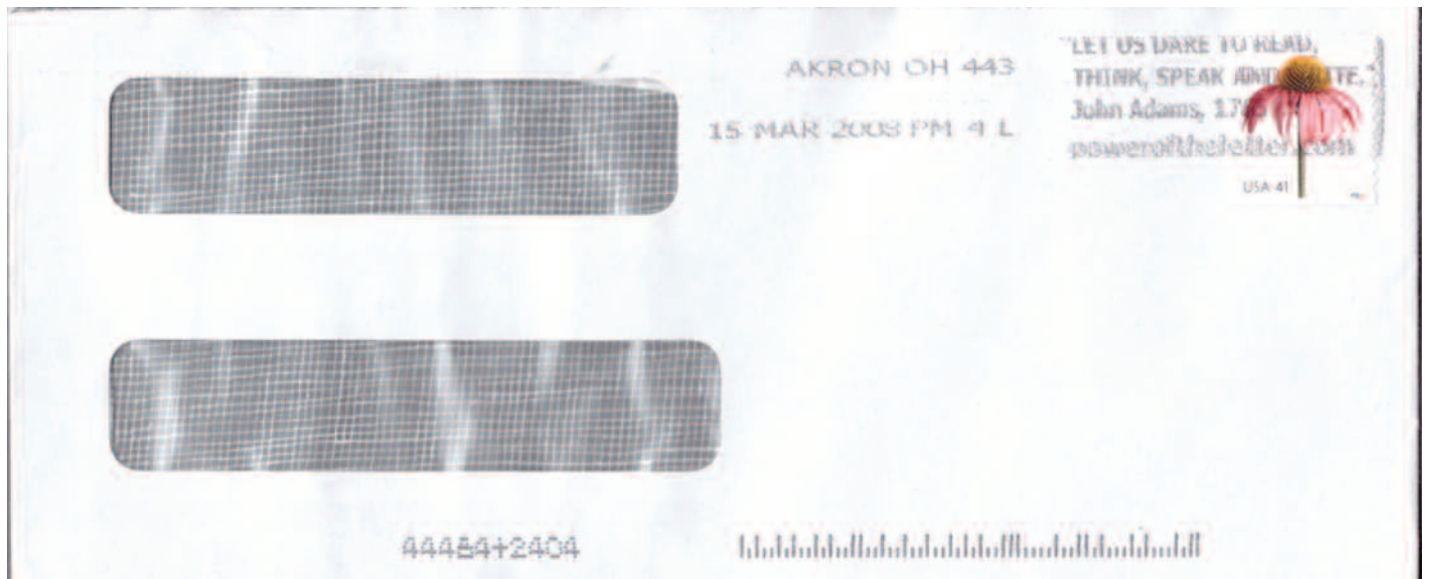 AKRON OH 443
15 MAR 2008 PM 4 L
"LET US DARE TO READ,
THINK, SPEAK AND
John Adams,
poweroftheletter.com
USA 41
44484+2404